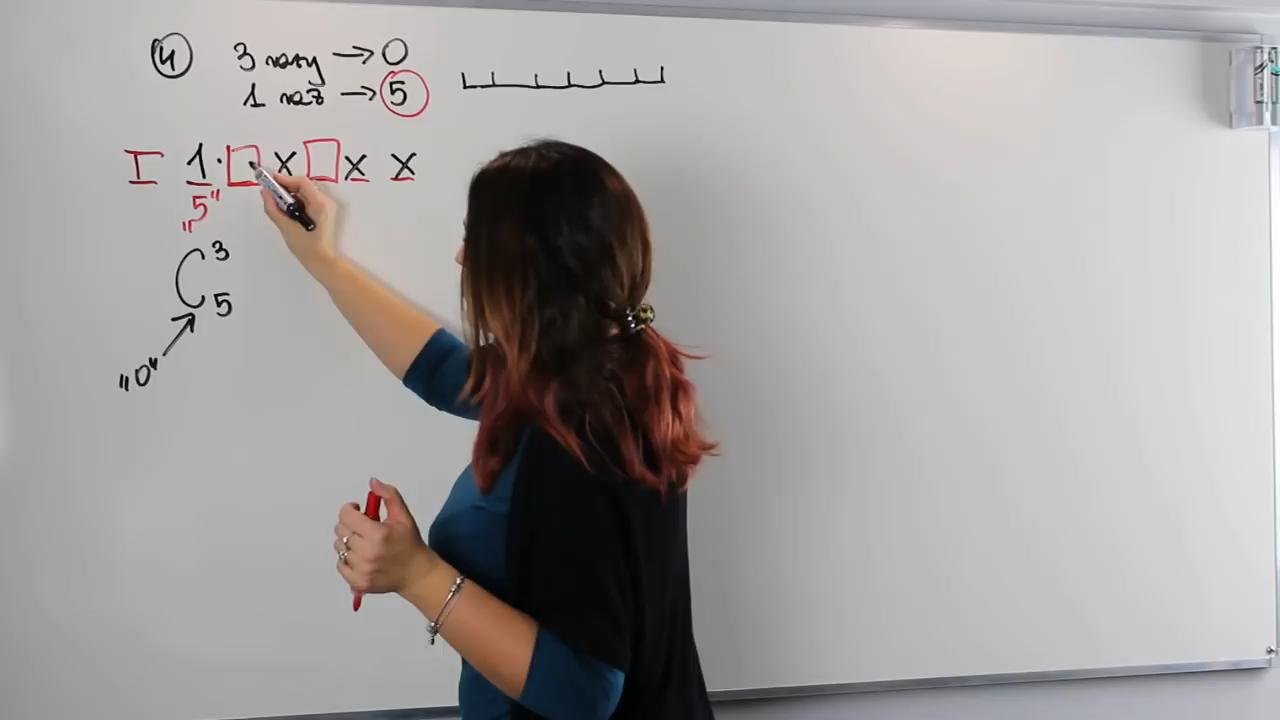 4 3 razy → 0
1 raz → 5
I 1 · □ x □ x x
„5"
C 3
5
„0"